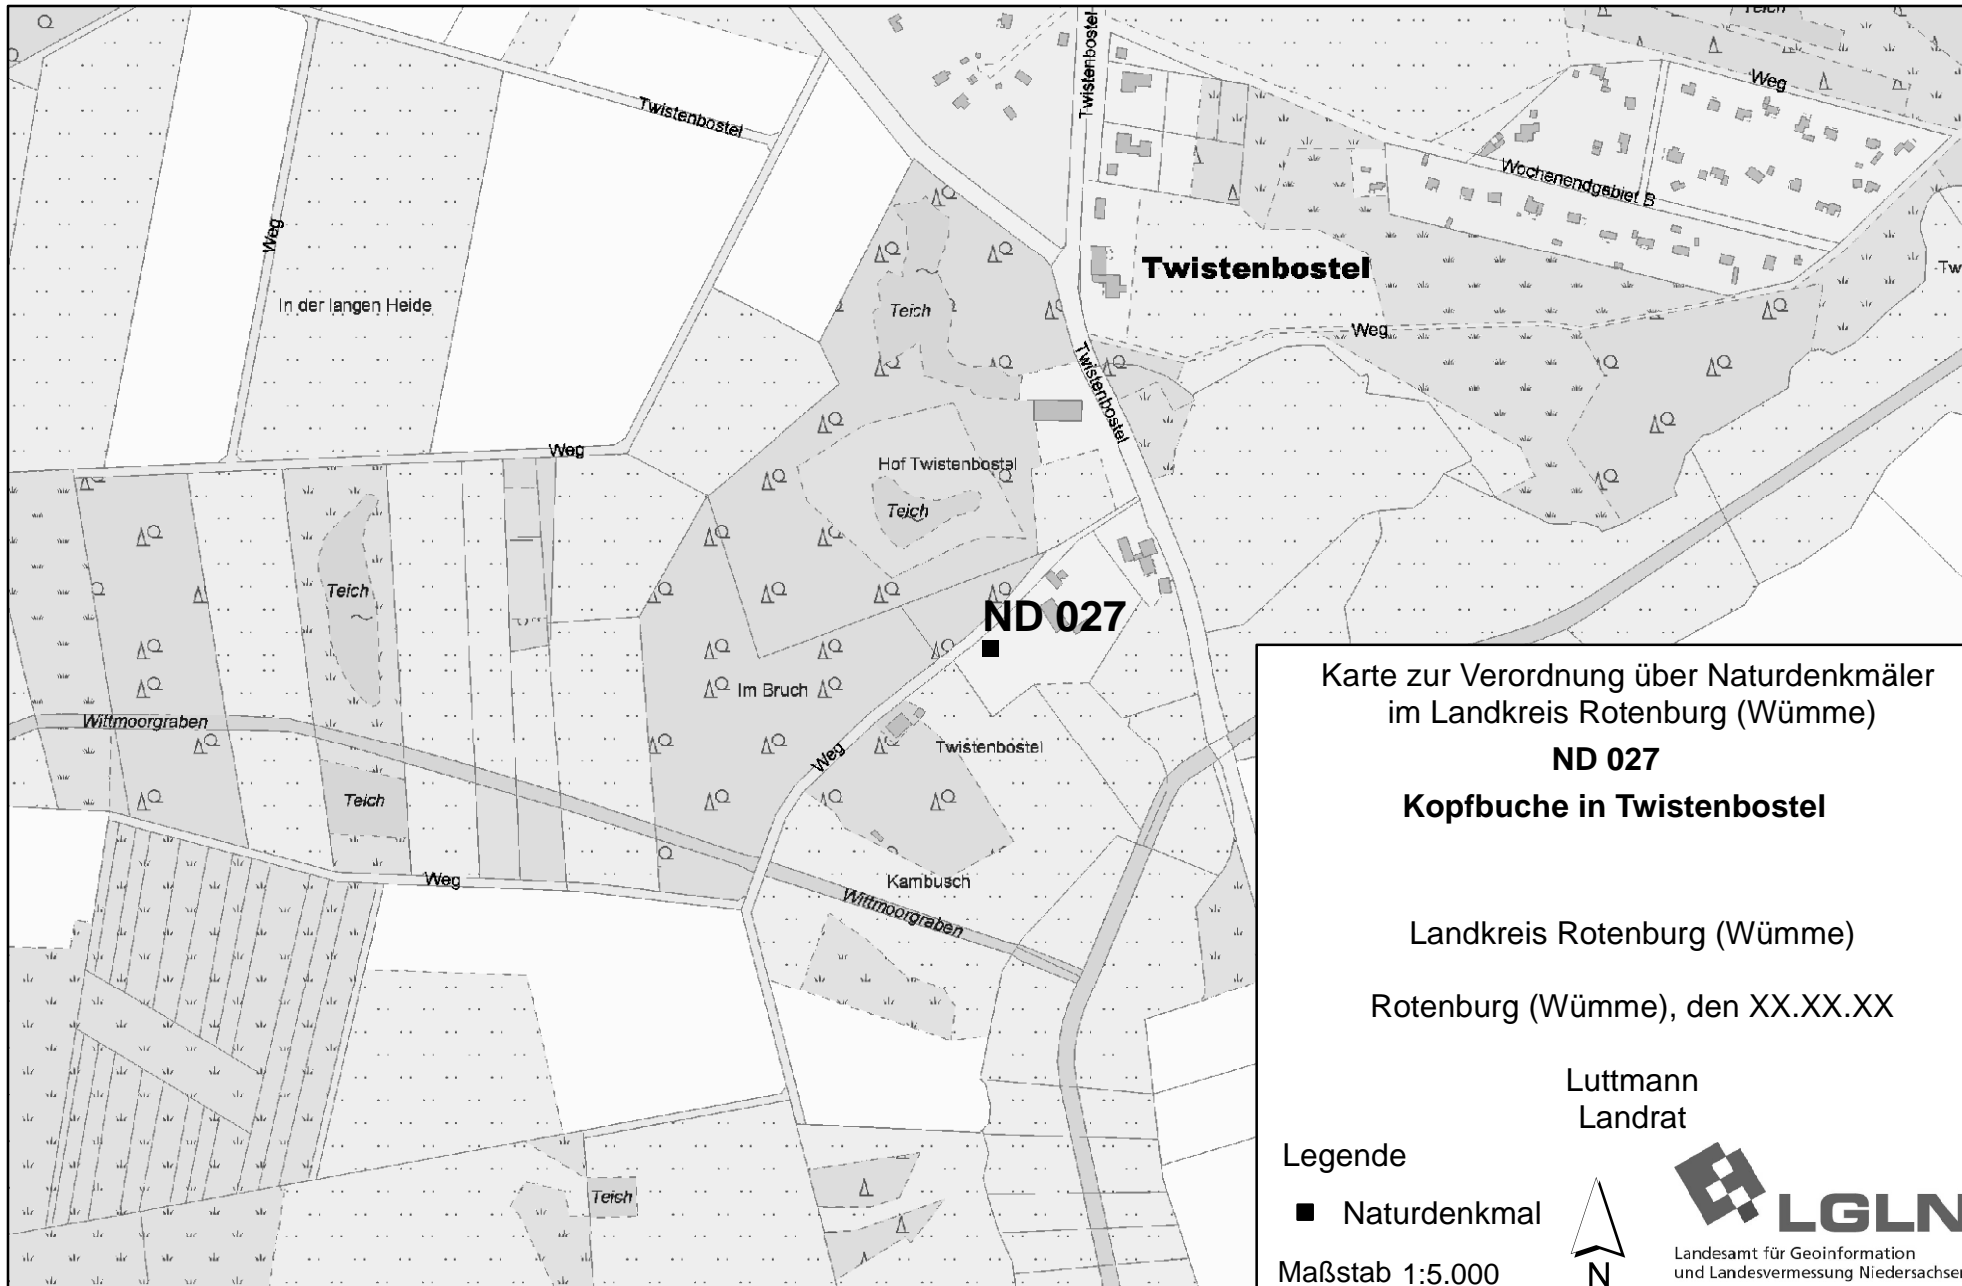 Teich
Twistenbostel
Twistenbostel
Weg
Weg
Wochenendgebiet B
Twistenbostel
Tw
In der langen Heide
Teich
Weg
Twistenbostel
Weg
Hof Twistenbostel
Teich
Teich
ND 027
Im Bruch
Wittmoorgraben
Twistenbostel
Weg
Teich
Weg
Kambusch
Wittmoorgraben
Teich
Karte zur Verordnung über Naturdenkmäler
im Landkreis Rotenburg (Wümme)
ND 027
Kopfbuche in Twistenbostel
Landkreis Rotenburg (Wümme)
Rotenburg (Wümme), den XX.XX.XX
Luttmann
Landrat
Legende
Naturdenkmal
Maßstab 1:5.000
N
LGLN
Landesamt für Geoinformation
und Landesvermessung Niedersachsen